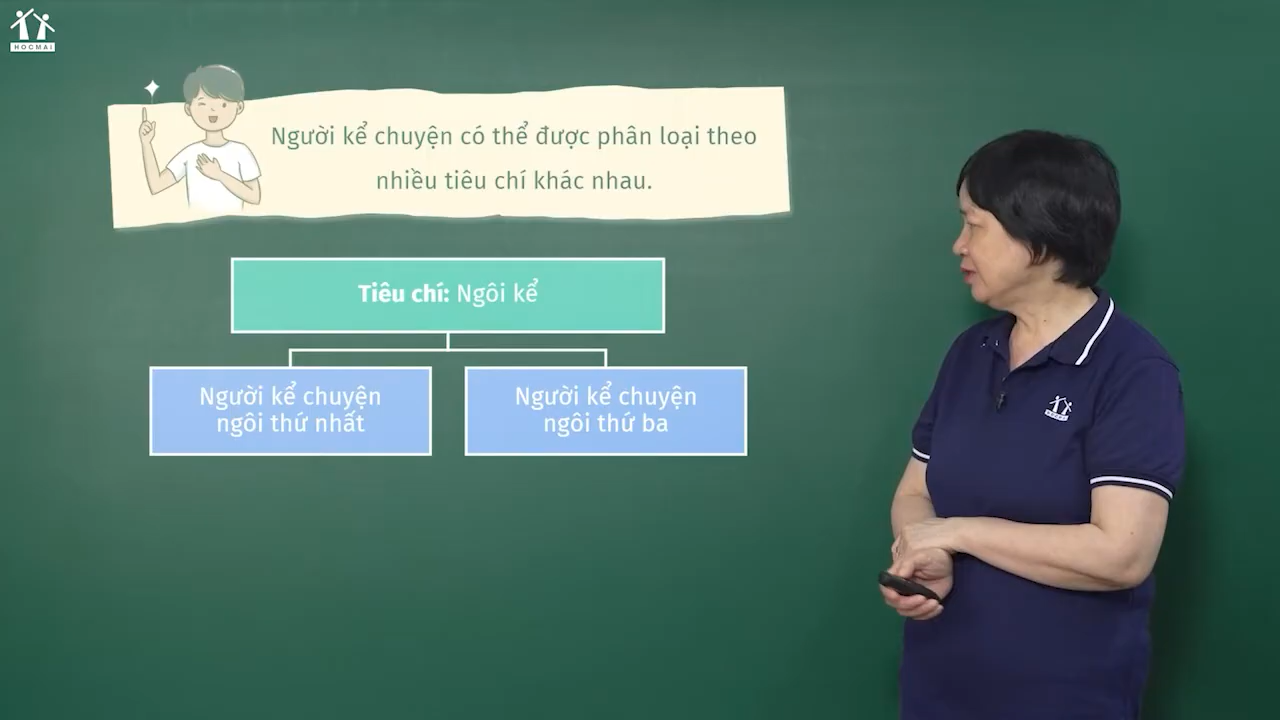 HOCMAI
Người kể chuyện có thể được phân loại theo
nhiều tiêu chí khác nhau.
Tiêu chí: Ngôi kể
Người kể chuyện
ngôi thứ nhất
Người kể chuyện
ngôi thứ ba